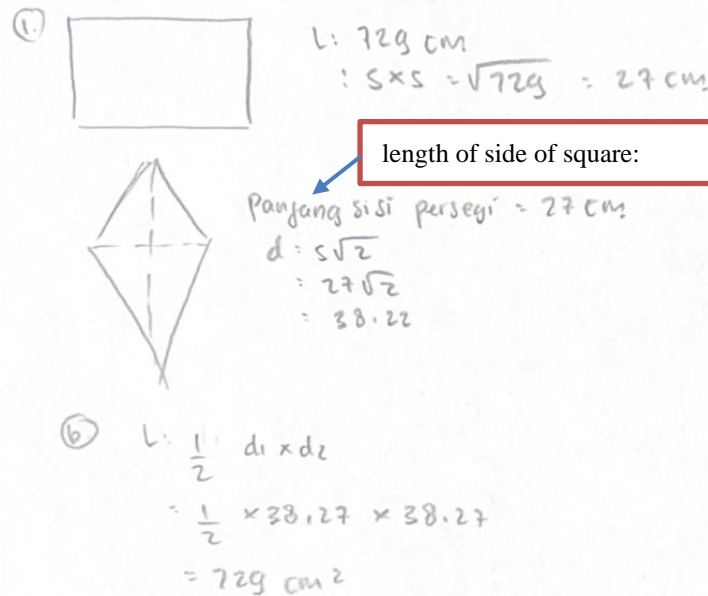 1.
L: 729 cm
: s×s = √729 = 27 cm
length of side of square:
Panjang sisi persegi = 27 cm
d = s√2
= 27√2
= 38.22
b
L: 1/2 d1 x d2
= 1/2 × 38.27 × 38.27
= 729 cm²